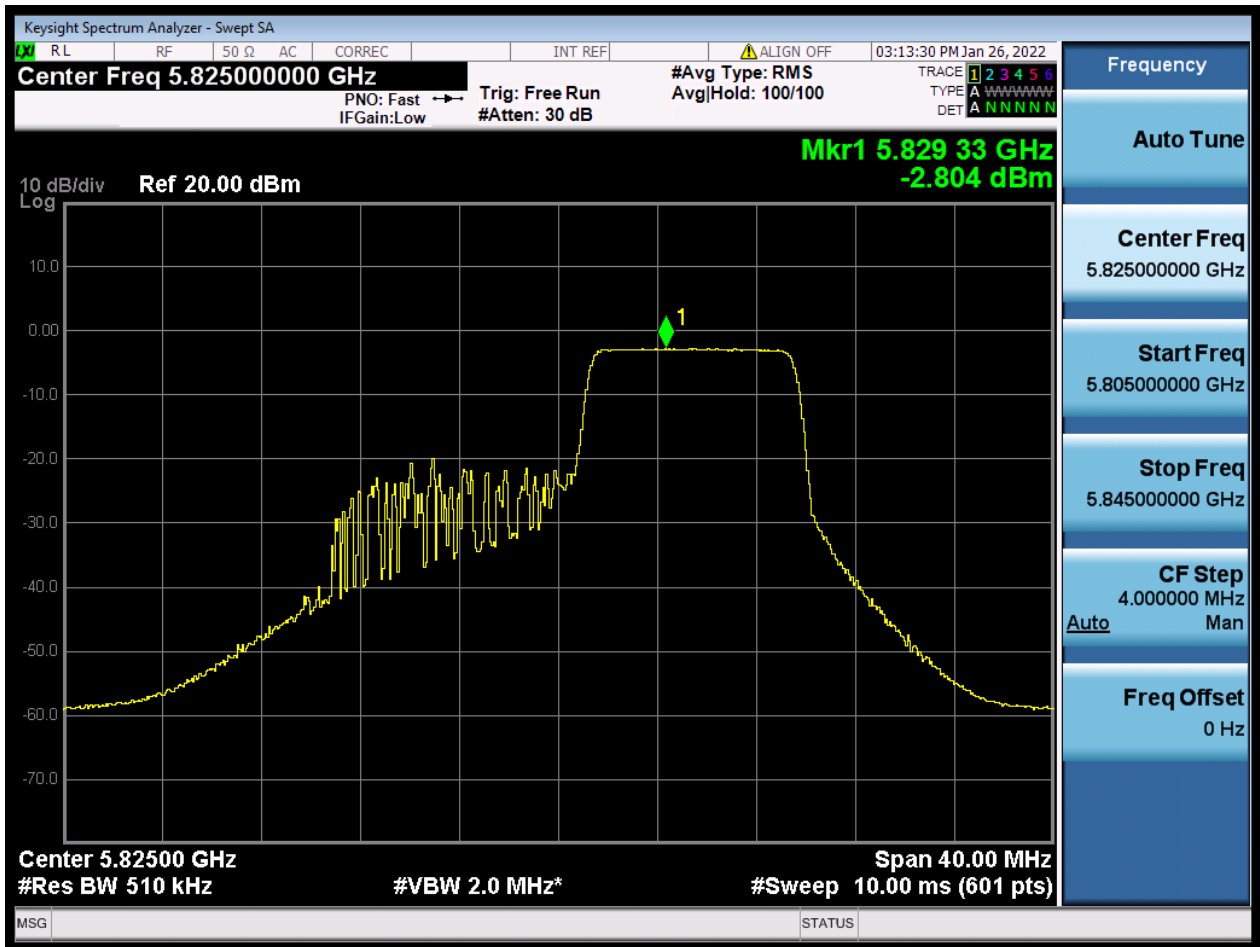 Keysight Spectrum Analyzer - Swept SA
LXI RL RF 50 Ω AC CORREC INT REF ALIGN OFF 03:13:30 PM Jan 26, 2022
Center Freq 5.825000000 GHz
PNO: Fast
IFGain:Low
Trig: Free Run
#Atten: 30 dB
#Avg Type: RMS
Avg|Hold: 100/100
TRACE 1 2 3 4 5 6
TYPE A WWWWW
DET A N N N N N
Mkr1 5.829 33 GHz
-2.804 dBm
10 dB/div Ref 20.00 dBm
Log
10.0
0.00
1
-10.0
-20.0
-30.0
-40.0
-50.0
-60.0
-70.0
Center 5.82500 GHz Span 40.00 MHz
#Res BW 510 kHz #VBW 2.0 MHz* #Sweep 10.00 ms (601 pts)
MSG STATUS
Frequency
Auto Tune
Center Freq
5.825000000 GHz
Start Freq
5.805000000 GHz
Stop Freq
5.845000000 GHz
CF Step
4.000000 MHz
Auto Man
Freq Offset
0 Hz